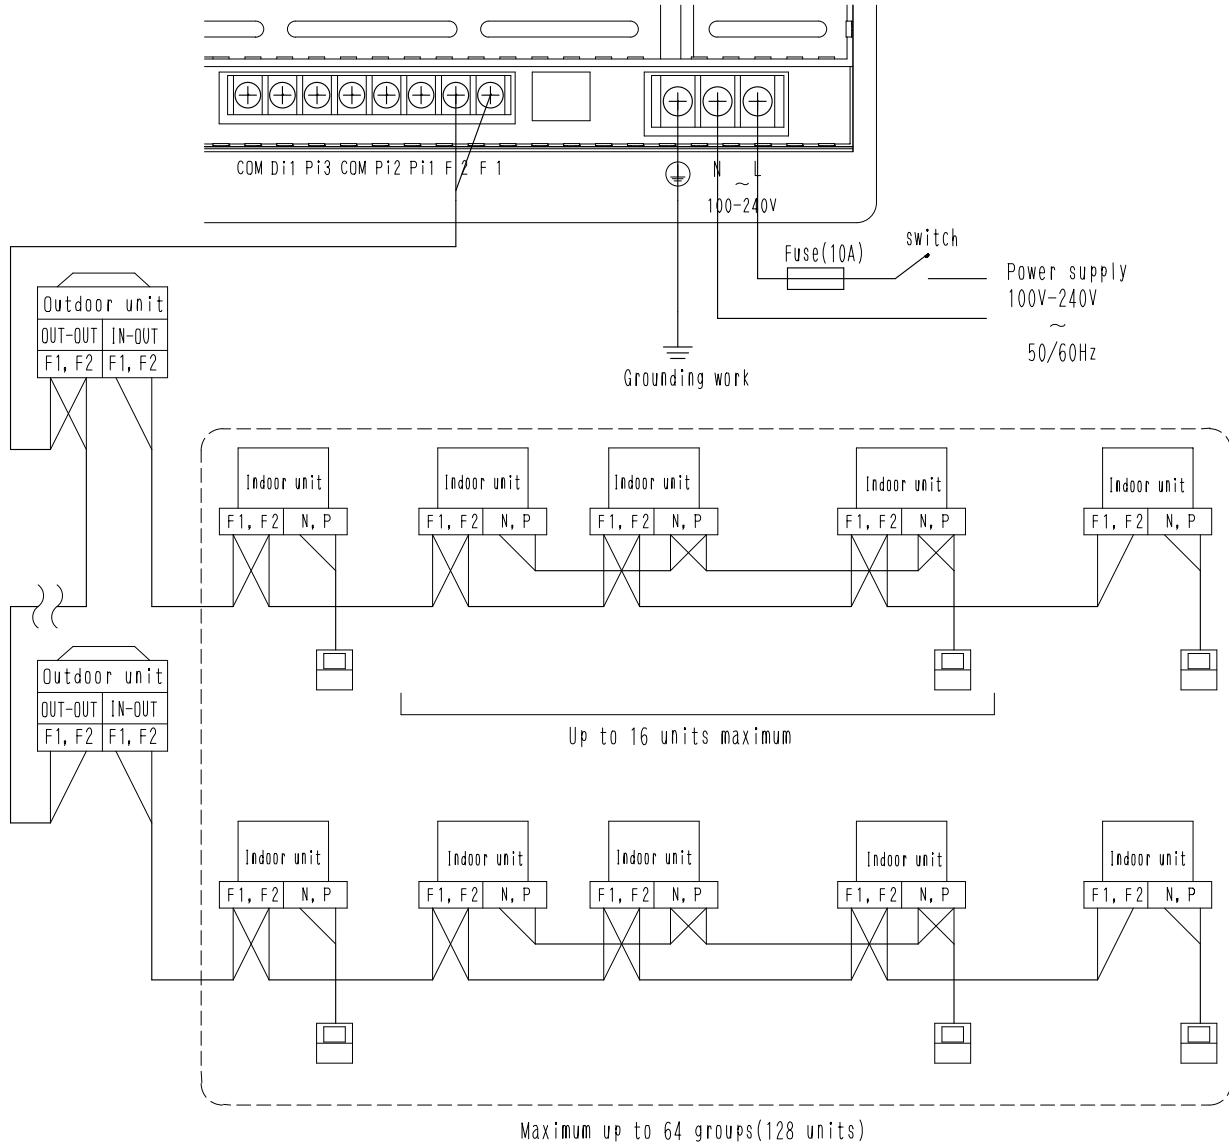 COM Di1 Pi3 COM Pi2 Pi1 F 2 F 1
N L
~
100-240V
Fuse(10A)
switch
Power supply
100V-240V
~
50/60Hz
Grounding work
Outdoor unit
OUT-OUT IN-OUT
F1, F2 F1, F2
Indoor unit Indoor unit Indoor unit Indoor unit Indoor unit
F1, F2 N, P F1, F2 N, P F1, F2 N, P F1, F2 N, P F1, F2 N, P
Outdoor unit
OUT-OUT IN-OUT
F1, F2 F1, F2
Up to 16 units maximum
Indoor unit Indoor unit Indoor unit Indoor unit Indoor unit
F1, F2 N, P F1, F2 N, P F1, F2 N, P F1, F2 N, P F1, F2 N, P
Maximum up to 64 groups(128 units)